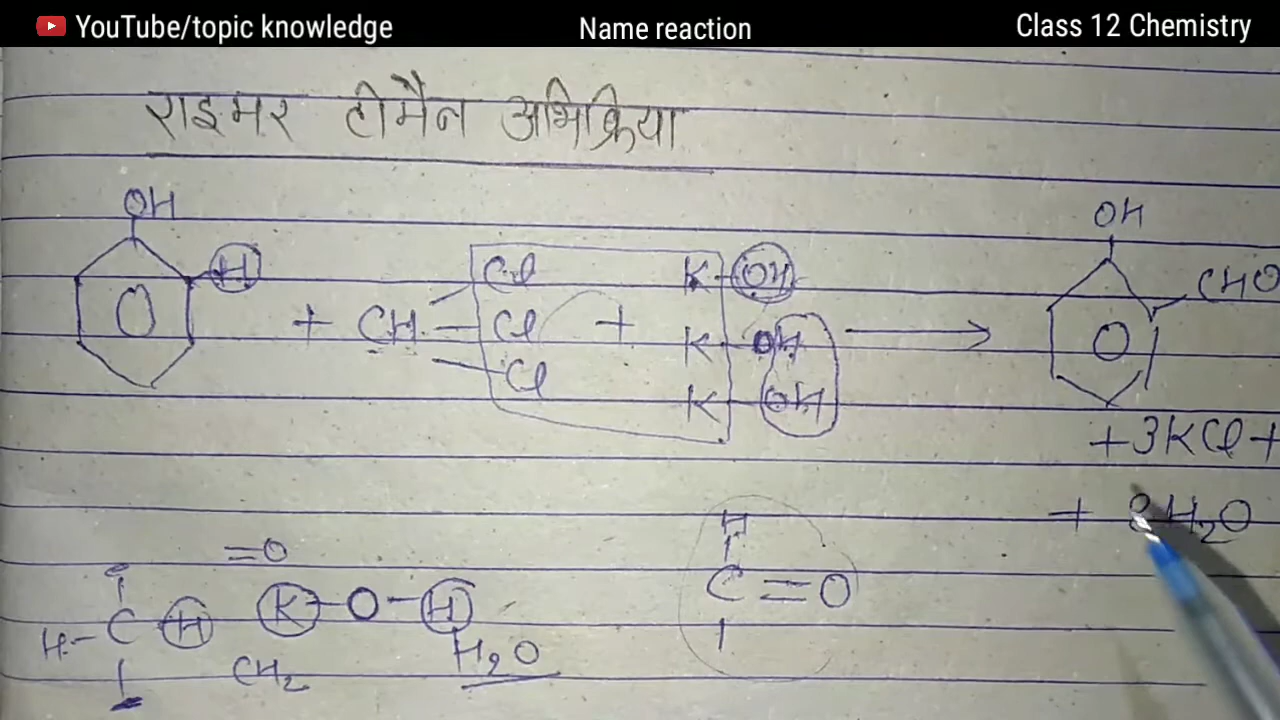 YouTube/topic knowledge Name reaction Class 12 Chemistry
राइमर टीमैन अभिक्रिया
OH OH
H Cl K-OH CHO
+ CH Cl + K-OH
Cl K-OH
+3KCl+
+ 2H2O
H
=O
C=O
H-C H K-O-H
H2O
CH2